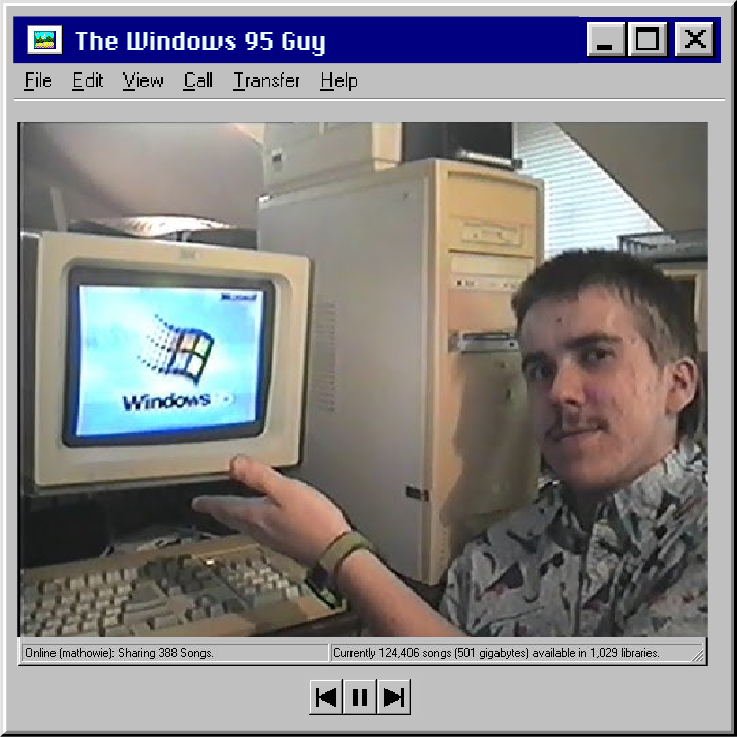 The Windows 95 Guy
File Edit View Call Transfer Help
Microsoft
Windows 95
Online (mathowie): Sharing 388 Songs.
Currently 124,406 songs (501 gigabytes) available in 1,029 libraries.